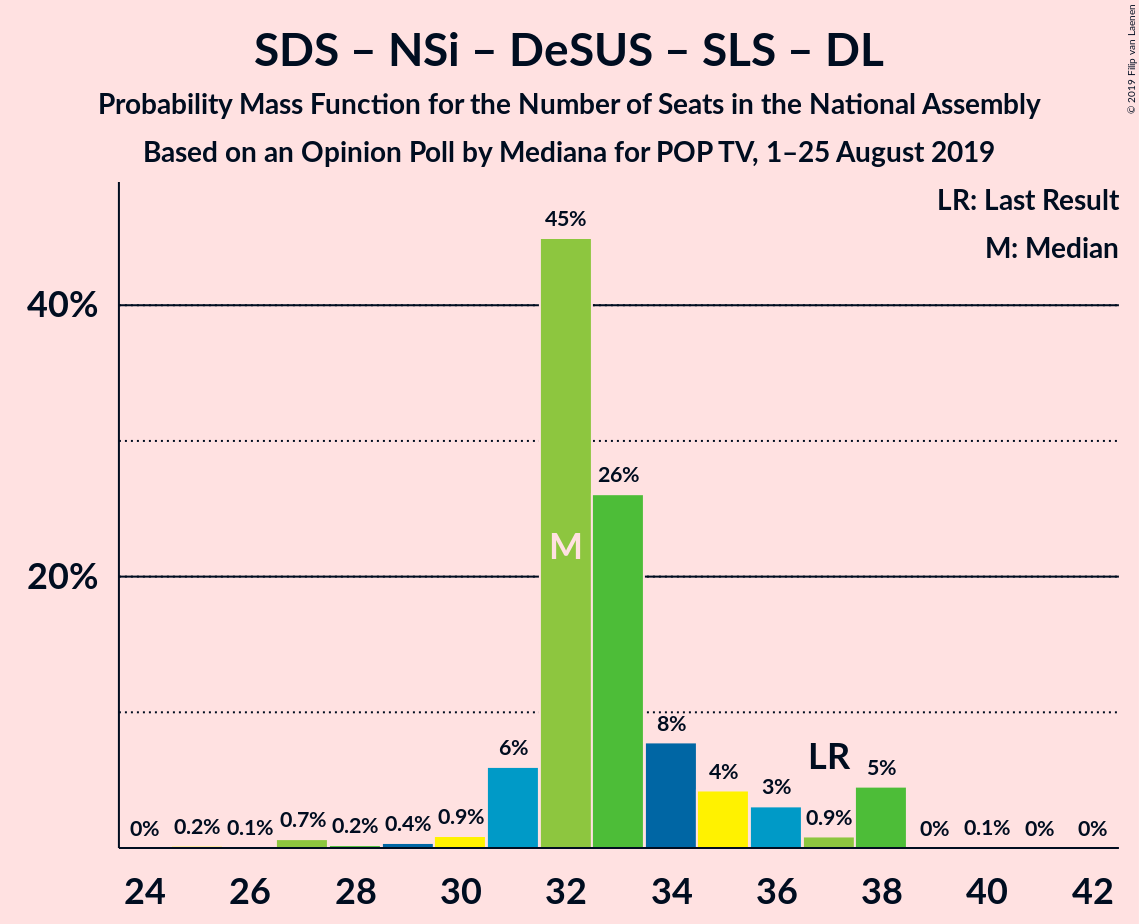 SDS – NSi – DeSUS – SLS – DL
Probability Mass Function for the Number of Seats in the National Assembly
Based on an Opinion Poll by Mediana for POP TV, 1–25 August 2019
© 2019 Filip van Laenen
LR: Last Result
M: Median
40%
20%
0%
0.2%
0.1%
0.7%
0.2%
0.4%
0.9%
6%
45%
M
26%
8%
4%
3%
LR
0.9%
5%
0%
0.1%
0%
0%
24 26 28 30 32 34 36 38 40 42